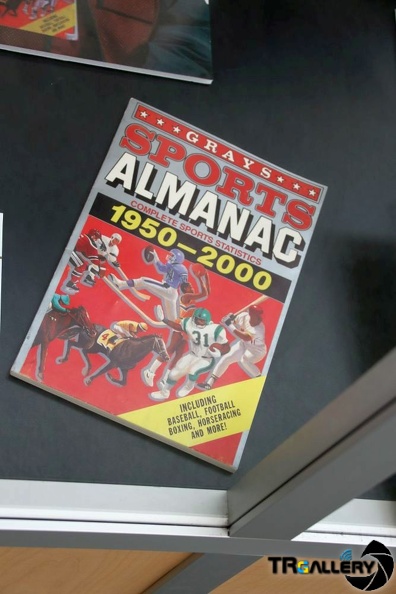 GRAYS
SPORTS
ALMANAC
COMPLETE SPORTS STATISTICS
1950—2000
31
INCLUDING
BASEBALL, FOOTBALL
BOXING, HORSERACING
AND MORE!
TRGALLERY